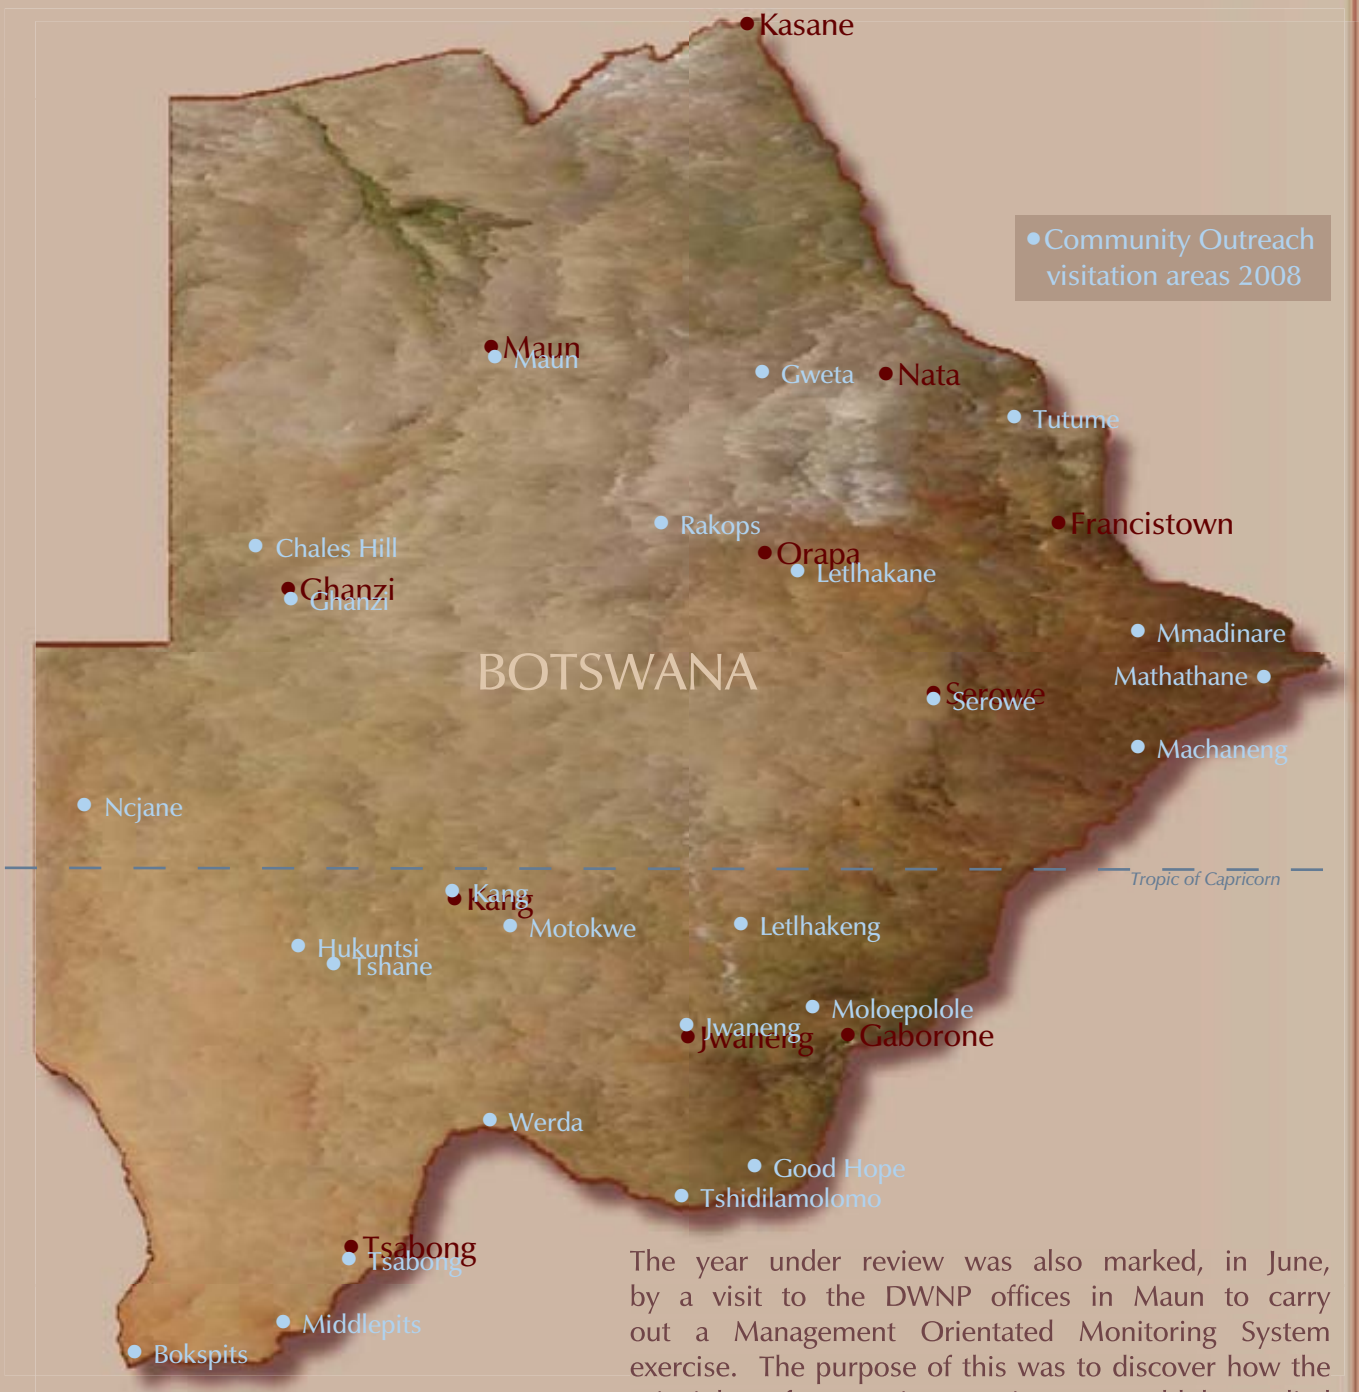 Kasane
Community Outreach
visitation areas 2008
Maun
Maun
Gweta
Nata
Tutume
Rakops
Francistown
Chales Hill
Orapa
Letlhakane
Ghanzi
Ghanzi
Mmadinare
BOTSWANA
Mathathane
Serowe
Serowe
Machaneng
Ncjane
Tropic of Capricorn
Kang
Kang
Motokwe
Letlhakeng
Hukuntsi
Tshane
Moloepolole
Jwaneng
Jwaneng
Gaborone
Werda
Good Hope
Tshidilamolomo
Tsabong
Tsabong
Middlepits
Bokspits
The year under review was also marked, in June,
by a visit to the DWNP offices in Maun to carry
out a Management Orientated Monitoring System
exercise. The purpose of this was to discover how the